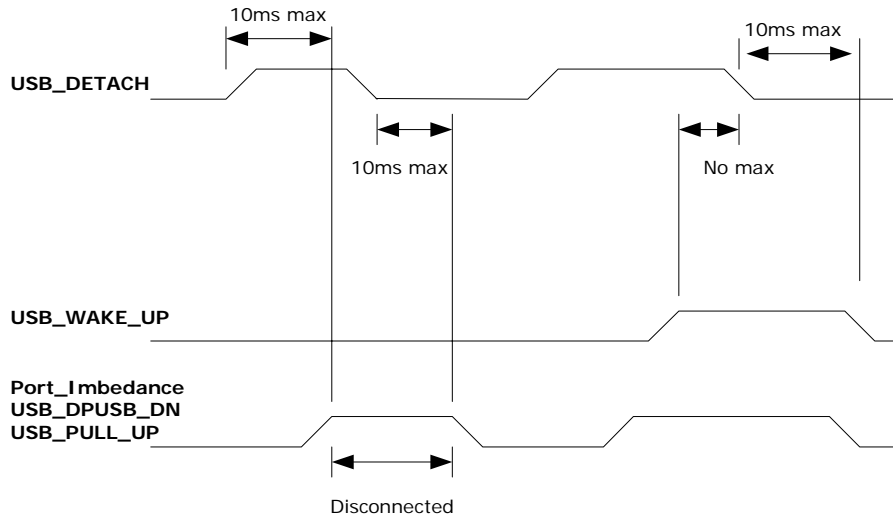 10ms max
10ms max
USB_DETACH
10ms max
No max
USB_WAKE_UP
Port_Imbedance
USB_DPUSB_DN
USB_PULL_UP
Disconnected